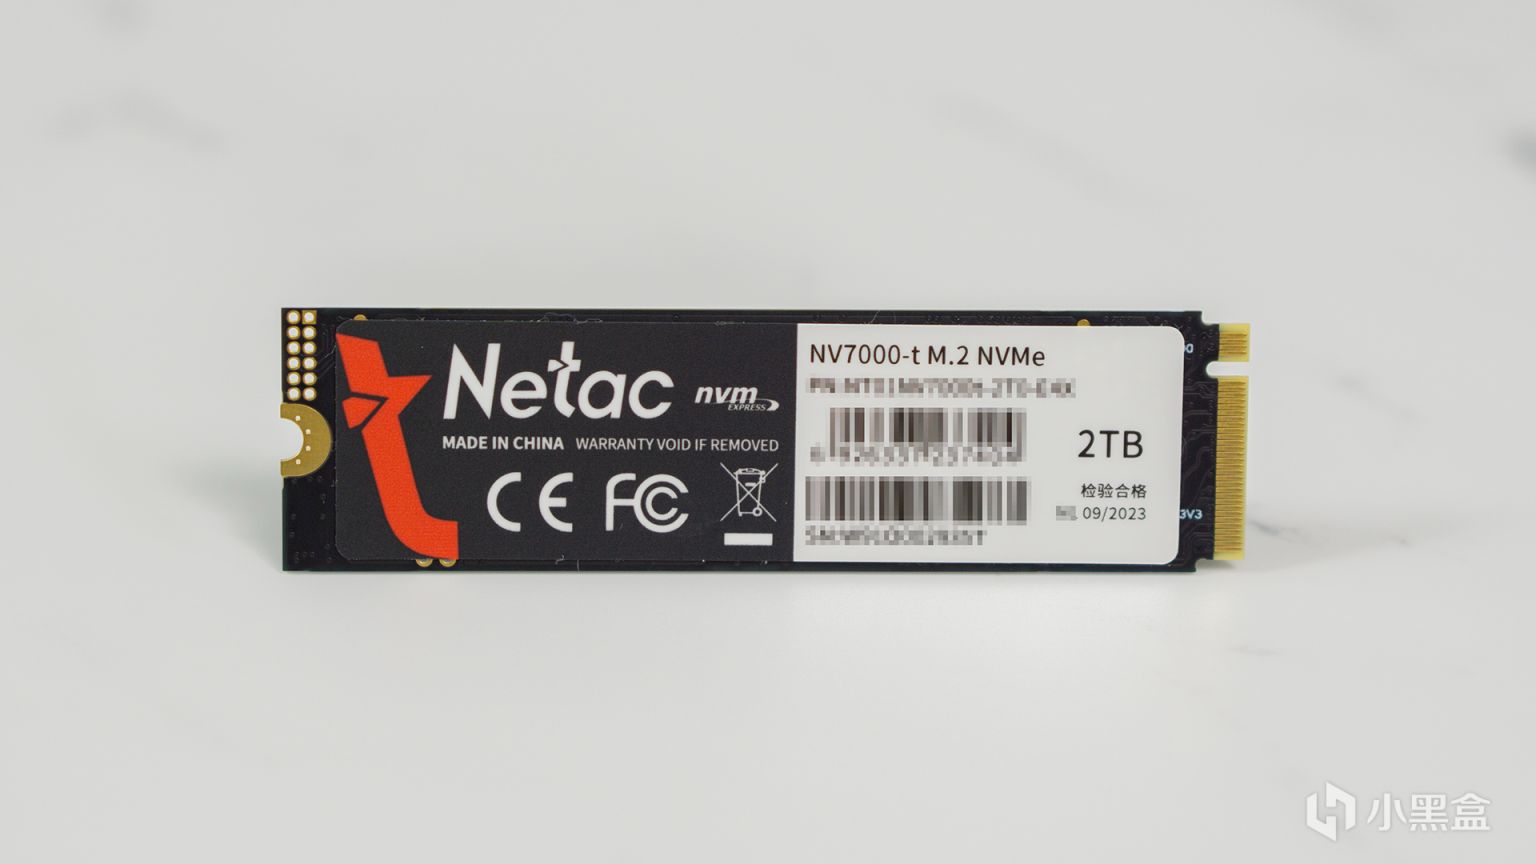 Netac
nvm
EXPRESS
MADE IN CHINA WARRANTY VOID IF REMOVED
CE FC
NV7000-t M.2 NVMe
2TB
检验合格
09/2023
3V3
小黑盒